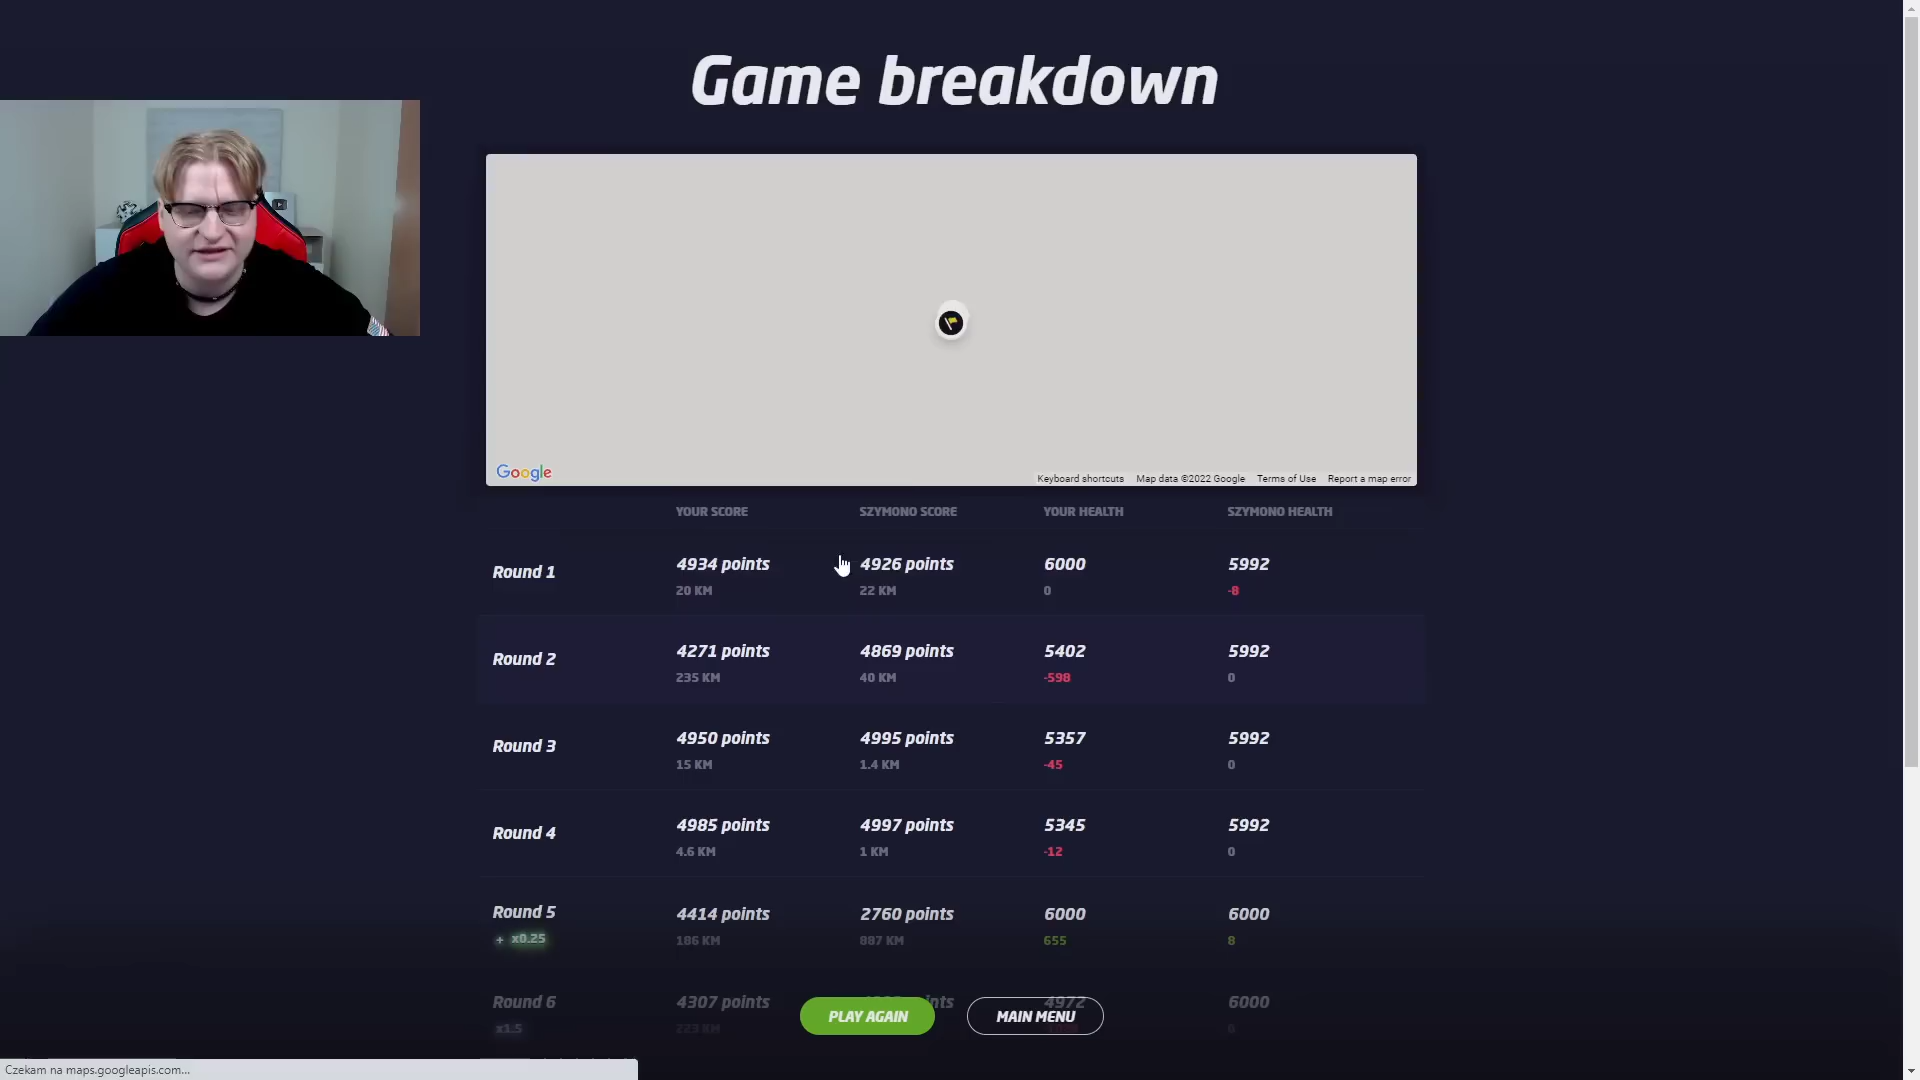 Game breakdown
Google
Keyboard shortcuts Map data ©2022 Google Terms of Use Report a map error
YOUR SCORE SZYMONO SCORE YOUR HEALTH SZYMONO HEALTH
Round 1 4934 points 4926 points 6000 5992
20 KM 22 KM 0 -8
Round 2 4271 points 4869 points 5402 5992
235 KM 40 KM -598 0
Round 3 4950 points 4995 points 5357 5992
15 KM 1.4 KM -45 0
Round 4 4985 points 4997 points 5345 5992
4.6 KM 1 KM -12 0
Round 5 4414 points 2760 points 6000 6000
+ x0.25 186 KM 887 KM 655 8
Round 6 4307 points 4972 6000
x1.5 223 KM 0
PLAY AGAIN MAIN MENU
Czekam na maps.googleapis.com...